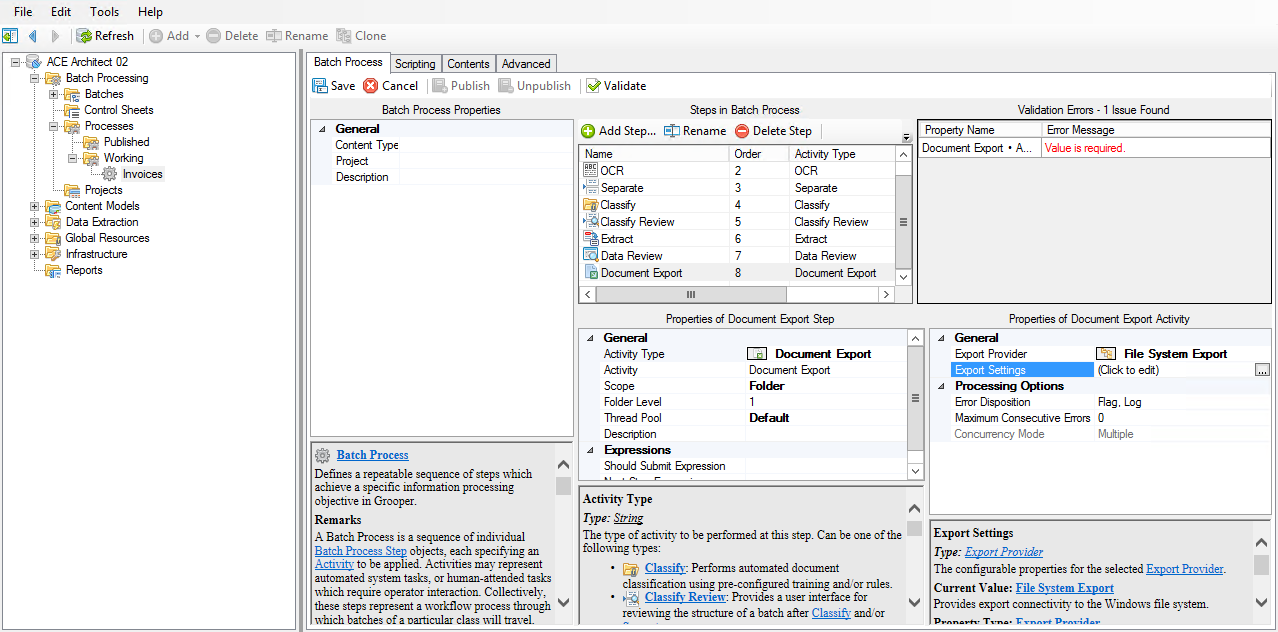 File Edit Tools Help
Refresh Add Delete Rename Clone
ACE Architect 02
Batch Processing
Batches
Control Sheets
Processes
Published
Working
Invoices
Projects
Content Models
Data Extraction
Global Resources
Infrastructure
Reports
Batch Process Scripting Contents Advanced
Save Cancel Publish Unpublish Validate
Batch Process Properties
General
Content Type
Project
Description
Batch Process
Defines a repeatable sequence of steps which
achieve a specific information processing
objective in Grooper.
Remarks
A Batch Process is a sequence of individual
Batch Process Step objects, each specifying an
Activity to be applied. Activities may represent
automated system tasks, or human-attended tasks
which require operator interaction. Collectively,
these steps represent a workflow process through
which batches of a particular class will travel.
Steps in Batch Process
Add Step... Rename Delete Step
Name Order Activity Type
OCR 2 OCR
Separate 3 Separate
Classify 4 Classify
Classify Review 5 Classify Review
Extract 6 Extract
Data Review 7 Data Review
Document Export 8 Document Export
Validation Errors - 1 Issue Found
Property Name Error Message
Document Export • A... Value is required.
Properties of Document Export Step
General
Activity Type Document Export
Activity Document Export
Scope Folder
Folder Level 1
Thread Pool Default
Description
Expressions
Should Submit Expression
Activity Type
Type: String
The type of activity to be performed at this step. Can be one of the
following types:
• Classify: Performs automated document
classification using pre-configured training and/or rules.
• Classify Review: Provides a user interface for
reviewing the structure of a batch after Classify and/or
Properties of Document Export Activity
General
Export Provider File System Export
Export Settings (Click to edit) ...
Processing Options
Error Disposition Flag, Log
Maximum Consecutive Errors 0
Concurrency Mode Multiple
Export Settings
Type: Export Provider
The configurable properties for the selected Export Provider.
Current Value: File System Export
Provides export connectivity to the Windows file system.
Property Type: Export Provider